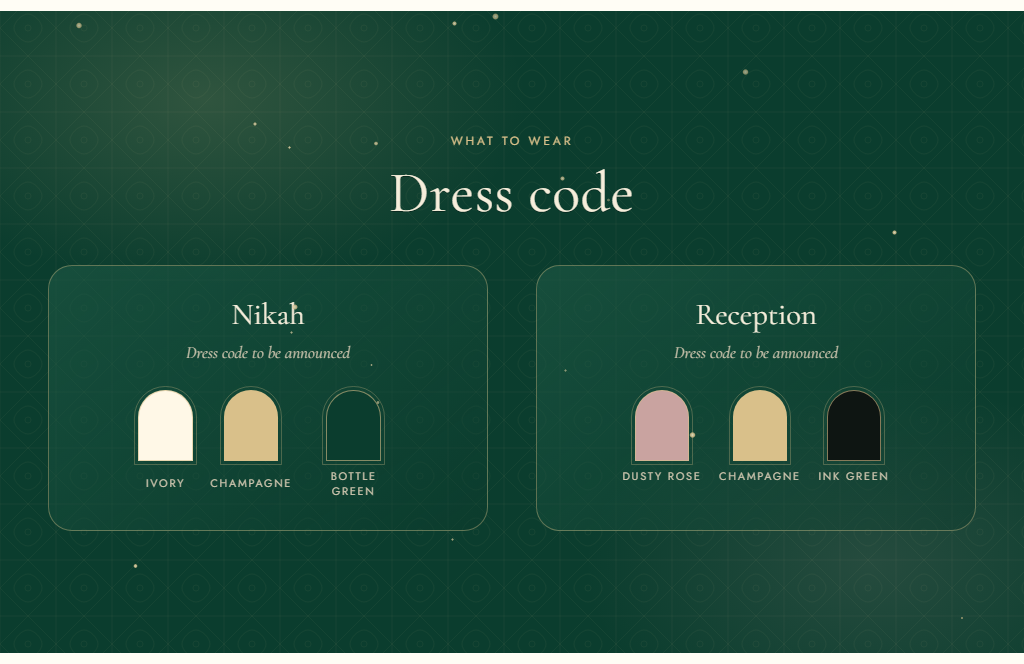 WHAT TO WEAR
Dress code
Nikah
Dress code to be announced
IVORY
CHAMPAGNE
BOTTLE
GREEN
Reception
Dress code to be announced
DUSTY ROSE
CHAMPAGNE
INK GREEN